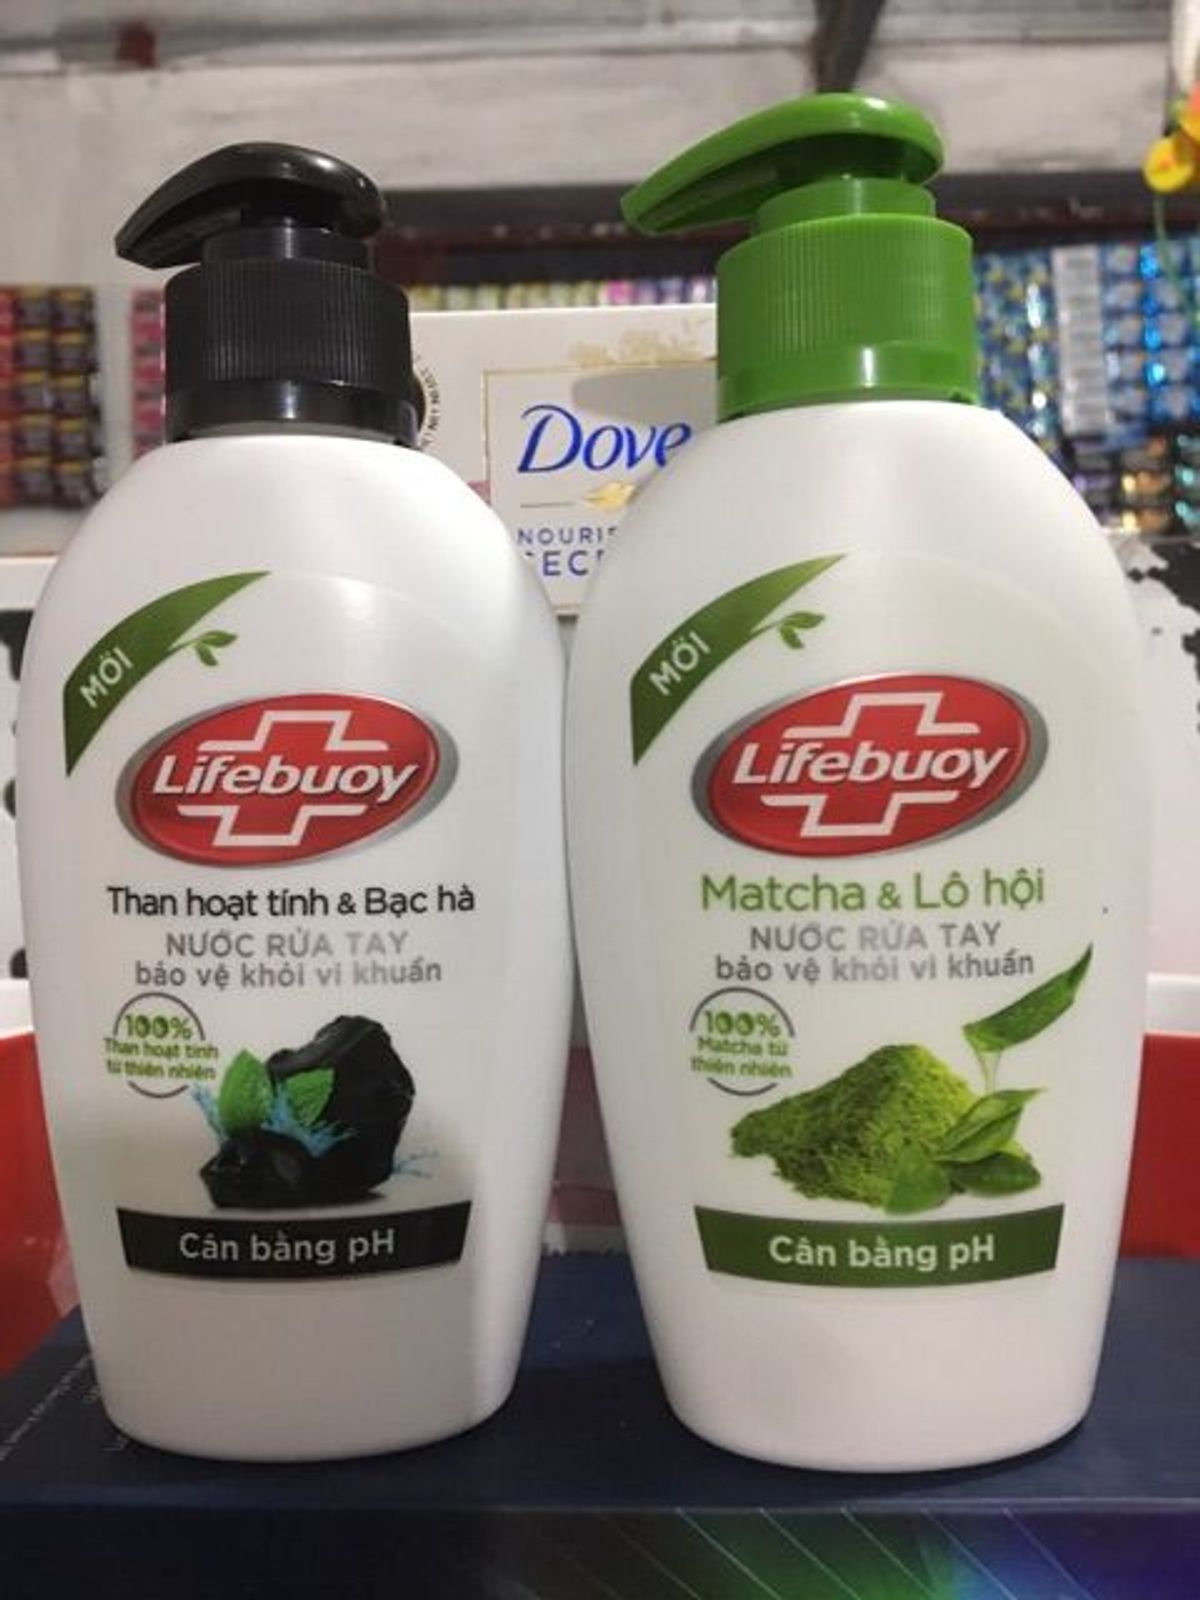 Dove
MỚI
Lifebuoy
Than hoạt tính & Bạc hà
NƯỚC RỬA TAY
bảo vệ khỏi vi khuẩn
100%
Than hoạt tính
từ thiên nhiên
Cân bằng pH
MỚI
Lifebuoy
Matcha & Lô hội
NƯỚC RỬA TAY
bảo vệ khỏi vi khuẩn
100%
Matcha từ
thiên nhiên
Cân bằng pH